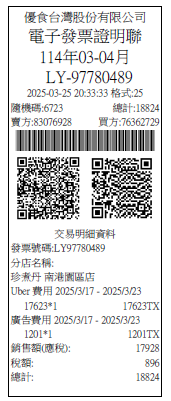 優食台灣股份有限公司
電子發票證明聯
114年03-04月
LY-97780489
2025-03-25 20:33:33 格式:25
隨機碼:6723 總計:18824
賣方:83076928 買方:76362729
交易明細資料
發票號碼:LY97780489
分店名稱:
珍煮丹 南港園區店
Uber 費用 2025/3/17 - 2025/3/23
17623*1 17623TX
廣告費用 2025/3/17 - 2025/3/23
1201*1 1201TX
銷售額(應稅): 17928
稅額: 896
總計: 18824